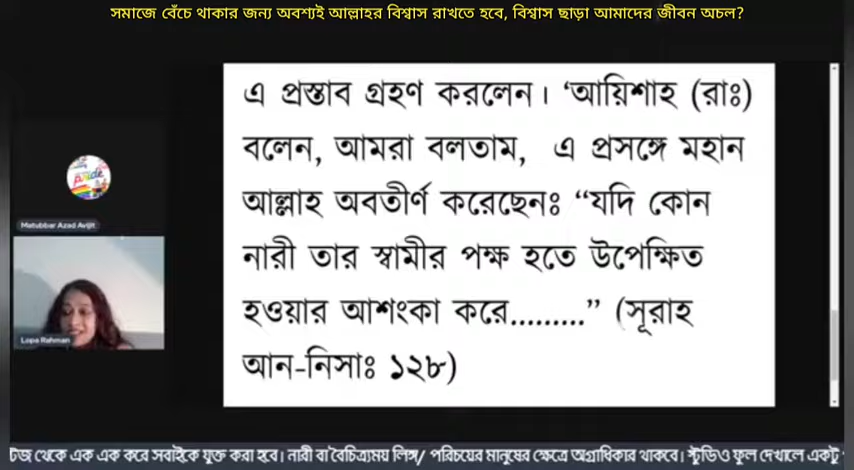 সমাজে বেঁচে থাকার জন্য অবশ্যই আল্লাহর বিশ্বাস রাখতে হবে, বিশ্বাস ছাড়া আমাদের জীবন অচল?
এ প্রস্তাব গ্রহণ করলেন। ‘আয়িশাহ (রাঃ)
বলেন, আমরা বলতাম, এ প্রসঙ্গে মহান
আল্লাহ অবতীর্ণ করেছেনঃ “যদি কোন
নারী তার স্বামীর পক্ষ হতে উপেক্ষিত
হওয়ার আশংকা করে.........” (সূরাহ
আন-নিসাঃ ১২৮)
pride
Matubbar Azad Avijit
Lopa Rahman
টজ থেকে এক এক করে সবাইকে যুক্ত করা হবে। নারী বা বৈচিত্র্যময় লিঙ্গ/ পরিচয়ের মানুষের ক্ষেত্রে অগ্রাধিকার থাকবে। স্টুডিও ফুল দেখালে একটু